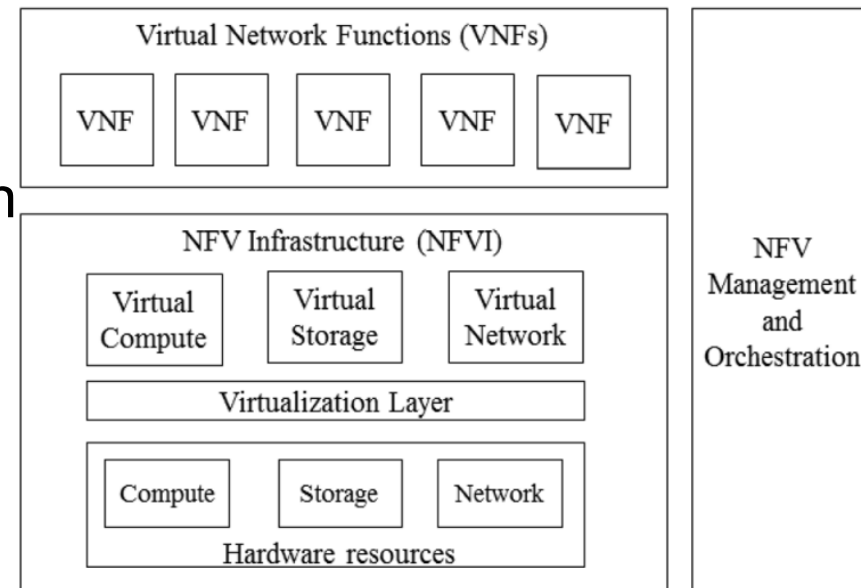 Virtual Network Functions (VNFs)
VNF VNF VNF VNF VNF
n
NFV Infrastructure (NFVI)
Virtual
Compute
Virtual
Storage
Virtual
Network
Virtualization Layer
Compute Storage Network
Hardware resources
NFV
Management
and
Orchestration